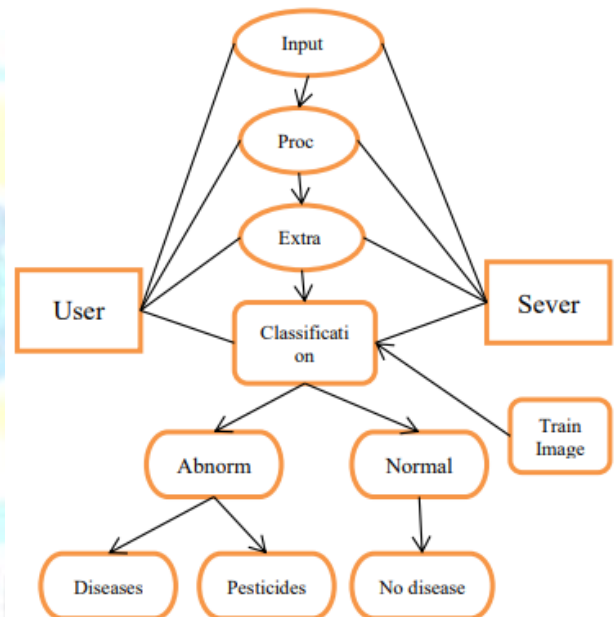 Input
Proc
Extra
User
Sever
Classificati
on
Train
Image
Abnorm
Normal
Diseases
Pesticides
No disease